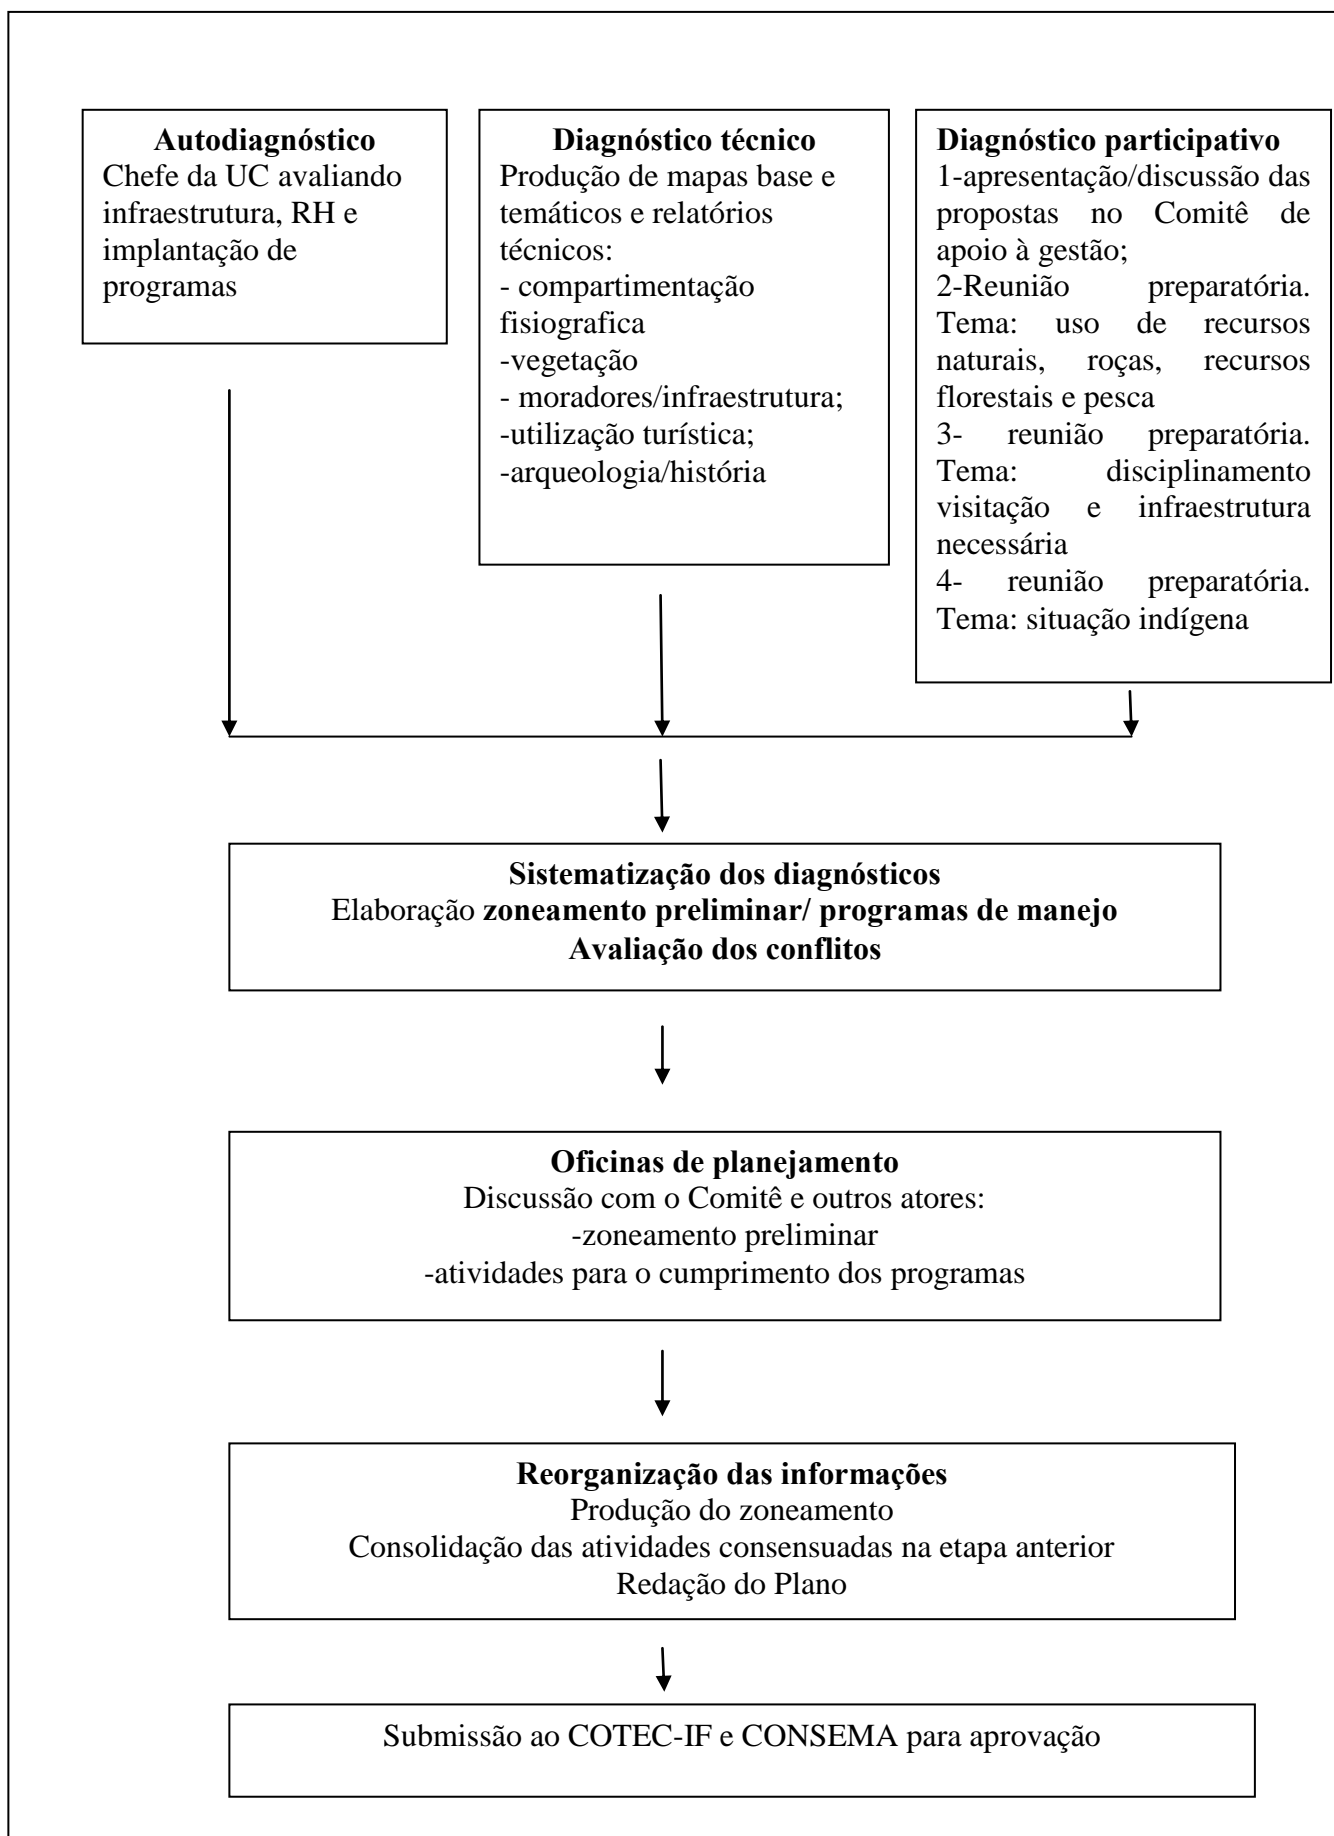 Autodiagnóstico
Chefe da UC avaliando
infraestrutura, RH e
implantação de
programas
Diagnóstico técnico
Produção de mapas base e
temáticos e relatórios
técnicos:
- compartimentação
fisiografica
-vegetação
- moradores/infraestrutura;
-utilização turística;
-arqueologia/história
Diagnóstico participativo
1-apresentação/discussão das
propostas no Comitê de
apoio à gestão;
2-Reunião preparatória.
Tema: uso de recursos
naturais, roças, recursos
florestais e pesca
3- reunião preparatória.
Tema: disciplinamento
visitação e infraestrutura
necessária
4- reunião preparatória.
Tema: situação indígena
Sistematização dos diagnósticos
Elaboração zoneamento preliminar/ programas de manejo
Avaliação dos conflitos
Oficinas de planejamento
Discussão com o Comitê e outros atores:
-zoneamento preliminar
-atividades para o cumprimento dos programas
Reorganização das informações
Produção do zoneamento
Consolidação das atividades consensuadas na etapa anterior
Redação do Plano
Submissão ao COTEC-IF e CONSEMA para aprovação